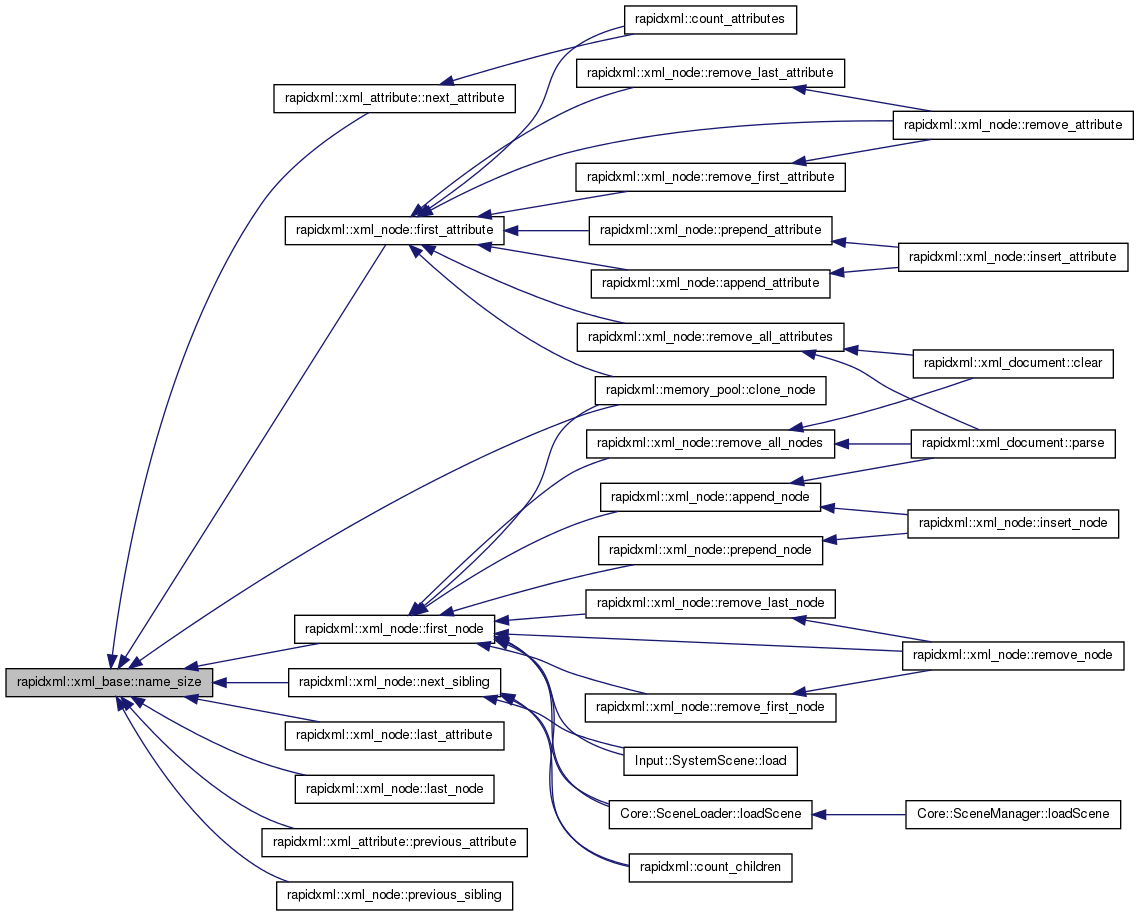 rapidxml::count_attributes
rapidxml::xml_node::remove_last_attribute
rapidxml::xml_attribute::next_attribute
rapidxml::xml_node::remove_attribute
rapidxml::xml_node::remove_first_attribute
rapidxml::xml_node::first_attribute
rapidxml::xml_node::prepend_attribute
rapidxml::xml_node::insert_attribute
rapidxml::xml_node::append_attribute
rapidxml::xml_node::remove_all_attributes
rapidxml::xml_document::clear
rapidxml::memory_pool::clone_node
rapidxml::xml_node::remove_all_nodes
rapidxml::xml_document::parse
rapidxml::xml_node::append_node
rapidxml::xml_node::insert_node
rapidxml::xml_node::prepend_node
rapidxml::xml_node::remove_last_node
rapidxml::xml_node::first_node
rapidxml::xml_node::remove_node
rapidxml::xml_base::name_size
rapidxml::xml_node::next_sibling
rapidxml::xml_node::remove_first_node
rapidxml::xml_node::last_attribute
Input::SystemScene::load
rapidxml::xml_node::last_node
Core::SceneLoader::loadScene
Core::SceneManager::loadScene
rapidxml::xml_attribute::previous_attribute
rapidxml::count_children
rapidxml::xml_node::previous_sibling